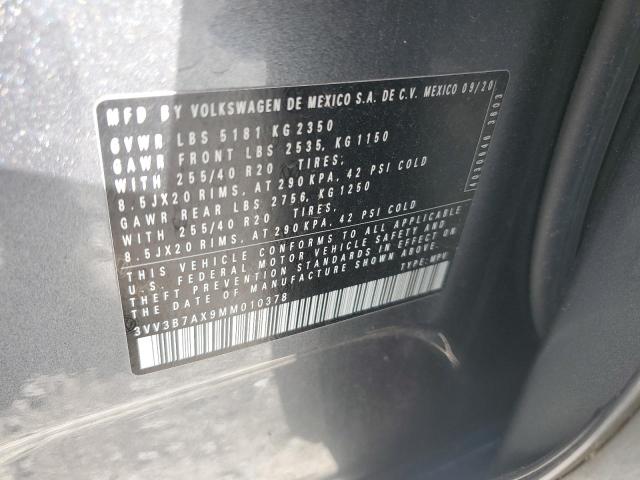 MFD BY VOLKSWAGEN DE MEXICO S.A. DE C.V. MEXICO 09/20
GVWR LBS 5181 KG 2350
GAWR FRONT LBS 2535, KG 1150
WITH 255/40 R20 TIRES,
8.5JX20 RIMS, AT 290 KPA, 42 PSI COLD
GAWR REAR LBS 2756, KG 1250
WITH 255/40 R20 TIRES,
8.5JX20 RIMS, AT 290 KPA, 42 PSI COLD
THIS VEHICLE CONFORMS TO ALL APPLICABLE
U.S. FEDERAL MOTOR VEHICLE SAFETY AND
THEFT PREVENTION STANDARDS IN EFFECT ON
THE DATE OF MANUFACTURE SHOWN ABOVE.
TYPE: MPV
3VV3B7AX9MM010378